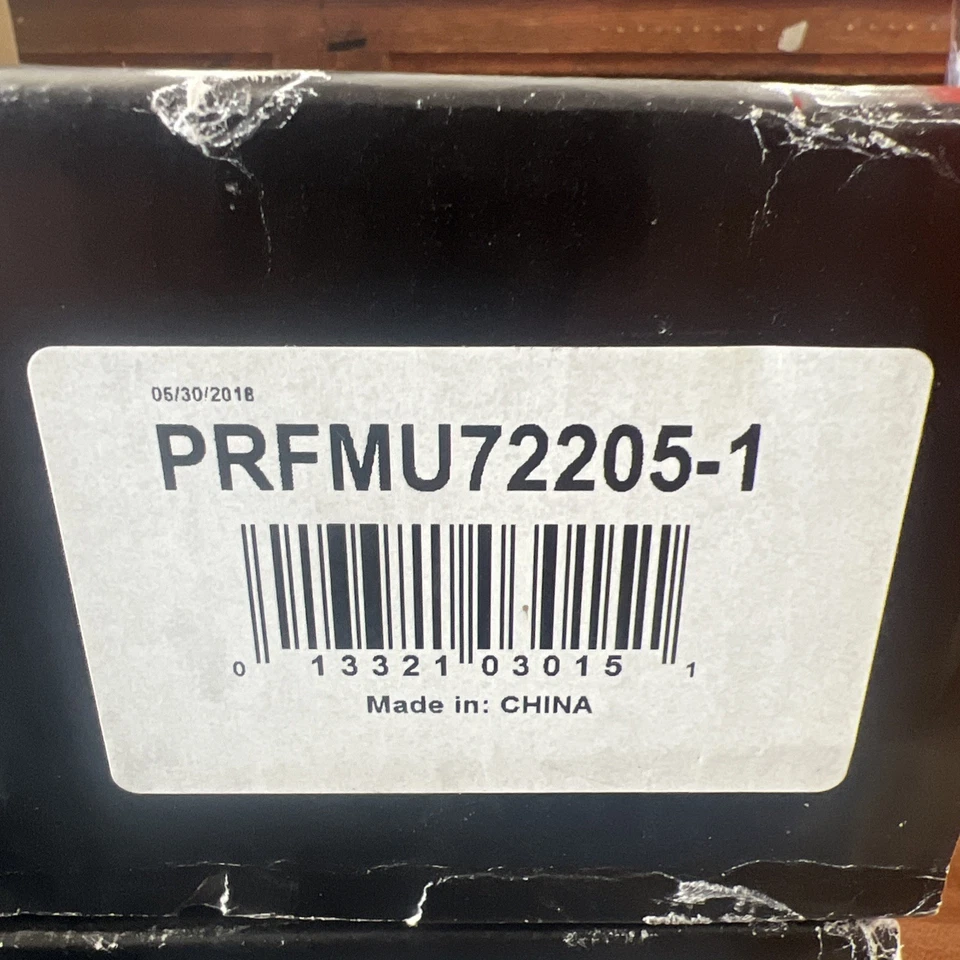 05/30/2018
PRFMU72205-1
0 13321 03015 1
Made in: CHINA